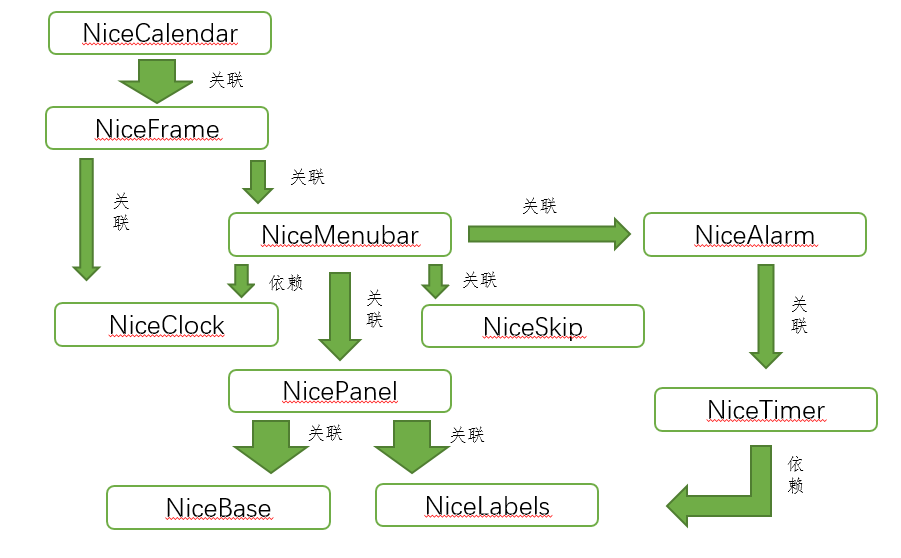 NiceCalendar
关联
NiceFrame
关联
关
联
关联
NiceMenubar
NiceAlarm
依赖
关
联
关联
关
联
NiceClock
NiceSkip
NicePanel
NiceTimer
关联
关联
依
赖
NiceBase
NiceLabels